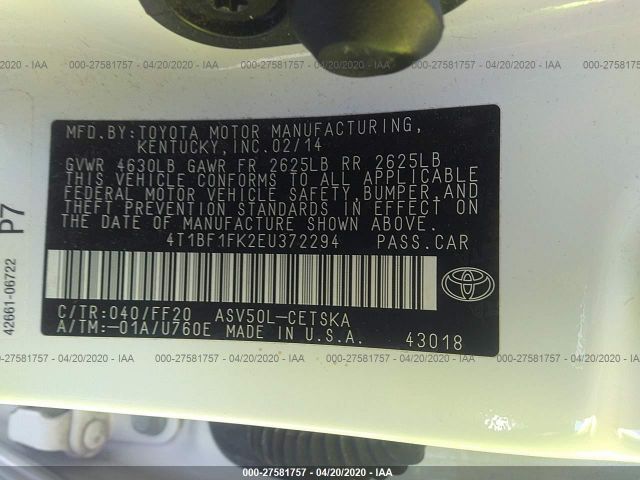 000-27581757 - 04/20/2020 - IAA
MFD.BY:TOYOTA MOTOR MANUFACTURING,
KENTUCKY,INC.02/14
GVWR 4630LB GAWR FR 2625LB RR 2625LB
THIS VEHICLE CONFORMS TO ALL APPLICABLE
FEDERAL MOTOR VEHICLE SAFETY,BUMPER,AND
THEFT PREVENTION STANDARDS IN EFFECT ON
THE DATE OF MANUFACTURE SHOWN ABOVE.
4T1BF1FK2EU372294 PASS.CAR
C/TR:040/FF20 ASV50L-CETSKA
A/TM:-01A/U760E MADE IN U.S.A. 43018
P7
42661-06722
000-27581757 - 04/20/2020 - IAA
000-27581757 - 04/20/2020 - IAA